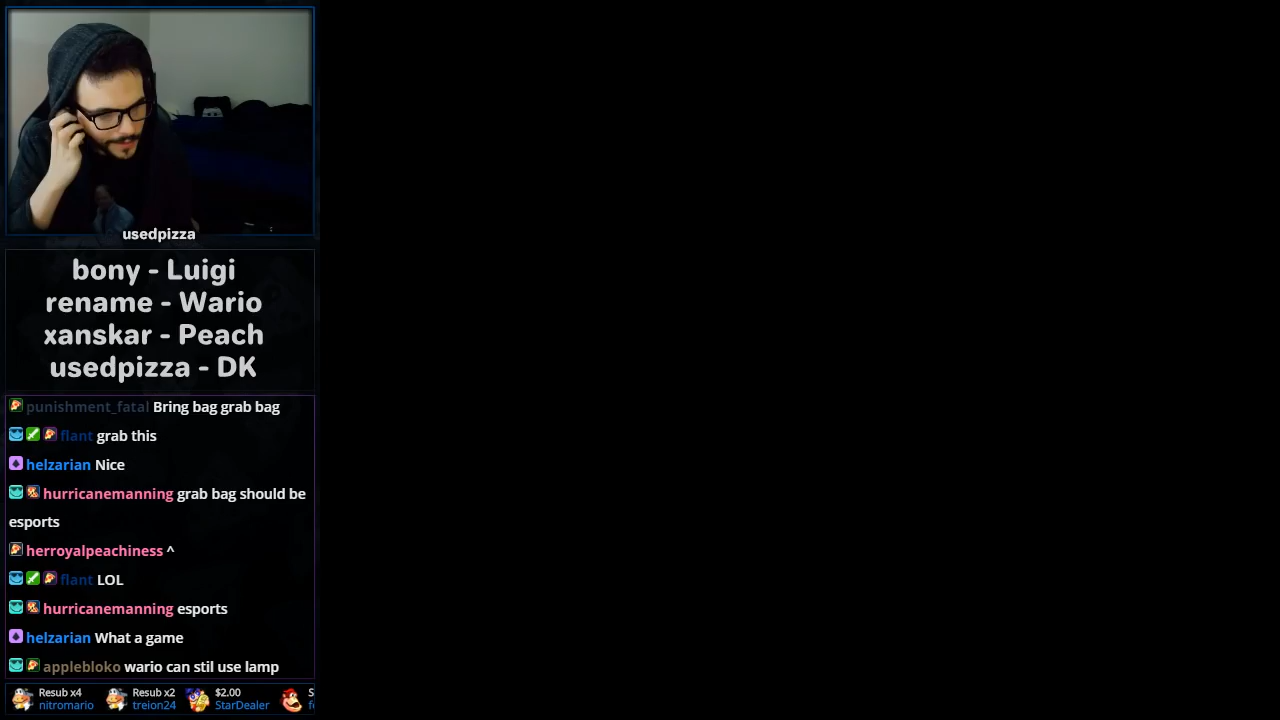 usedpizza
bony - Luigi
rename - Wario
xanskar - Peach
usedpizza - DK
punishment_fatal Bring bag grab bag
flant grab this
helzarian Nice
hurricanemanning grab bag should be
esports
herroyalpeachiness ^
flant LOL
hurricanemanning esports
helzarian What a game
applebloko wario can stil use lamp
Resub x4 Resub x2 $2.00 S
nitromario treion24 StarDealer